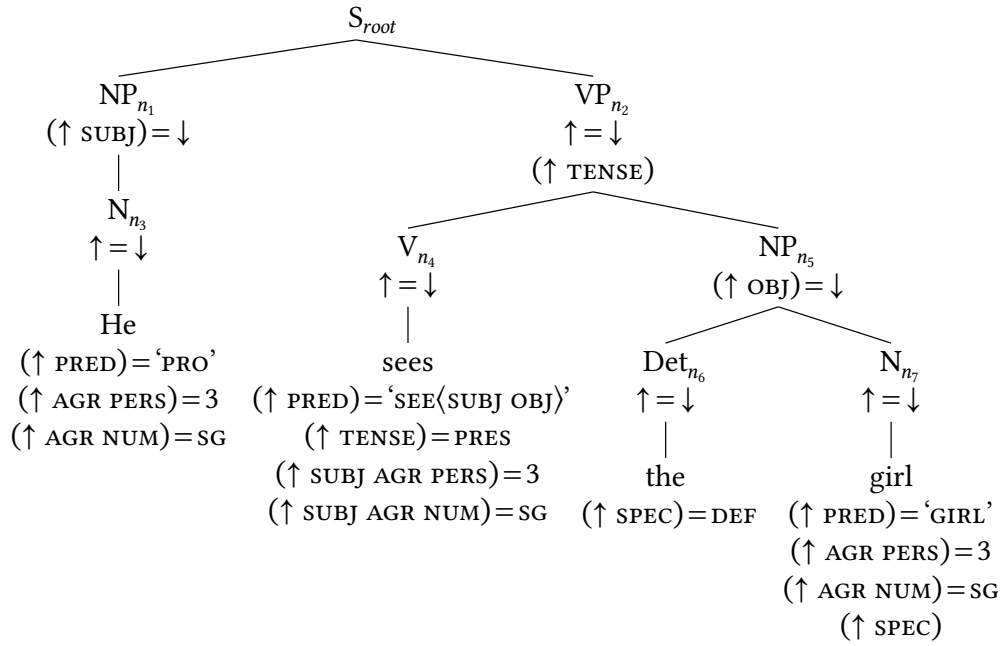 S_root
NP_n1 VP_n2
(↑ SUBJ) = ↓ ↑ = ↓
(↑ TENSE)
N_n3 V_n4 NP_n5
↑ = ↓ ↑ = ↓ (↑ OBJ) = ↓
He sees Det_n6 N_n7
(↑ PRED) = ‘PRO’ (↑ PRED) = ‘SEE⟨SUBJ OBJ⟩’ ↑ = ↓ ↑ = ↓
(↑ AGR PERS) = 3 (↑ TENSE) = PRES
(↑ AGR NUM) = SG (↑ SUBJ AGR PERS) = 3 the girl
(↑ SUBJ AGR NUM) = SG (↑ SPEC) = DEF (↑ PRED) = ‘GIRL’
(↑ AGR PERS) = 3
(↑ AGR NUM) = SG
(↑ SPEC)